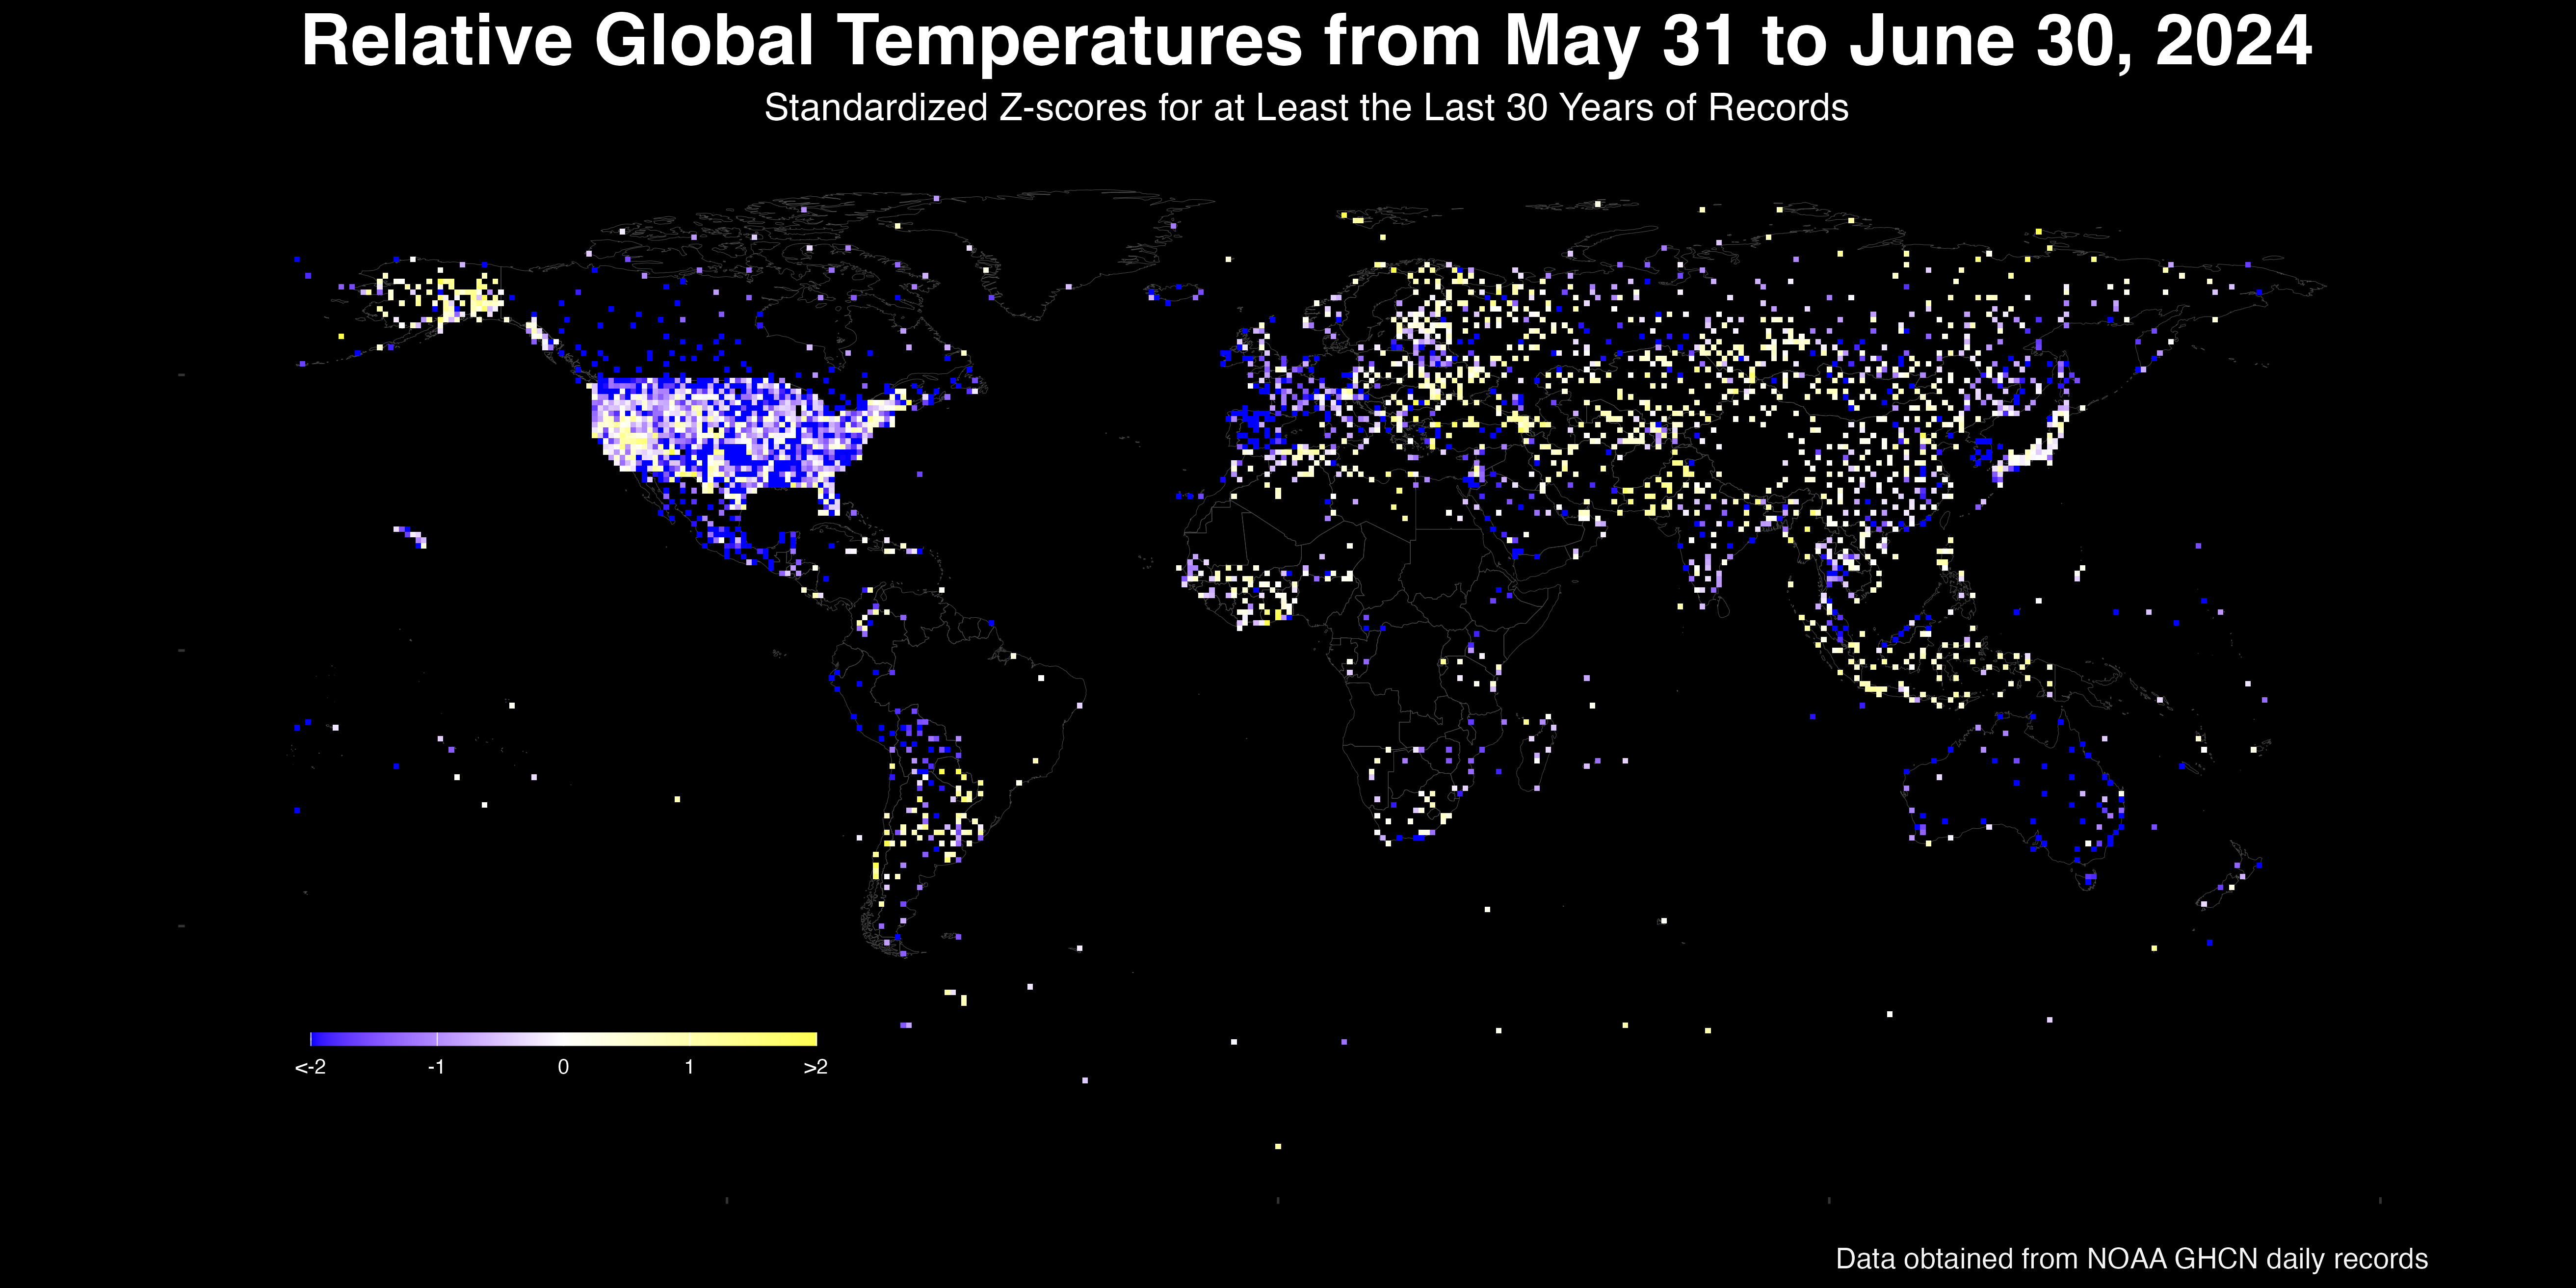 Relative Global Temperatures from May 31 to June 30, 2024
Standardized Z-scores for at Least the Last 30 Years of Records
<-2 -1 0 1 >2
Data obtained from NOAA GHCN daily records